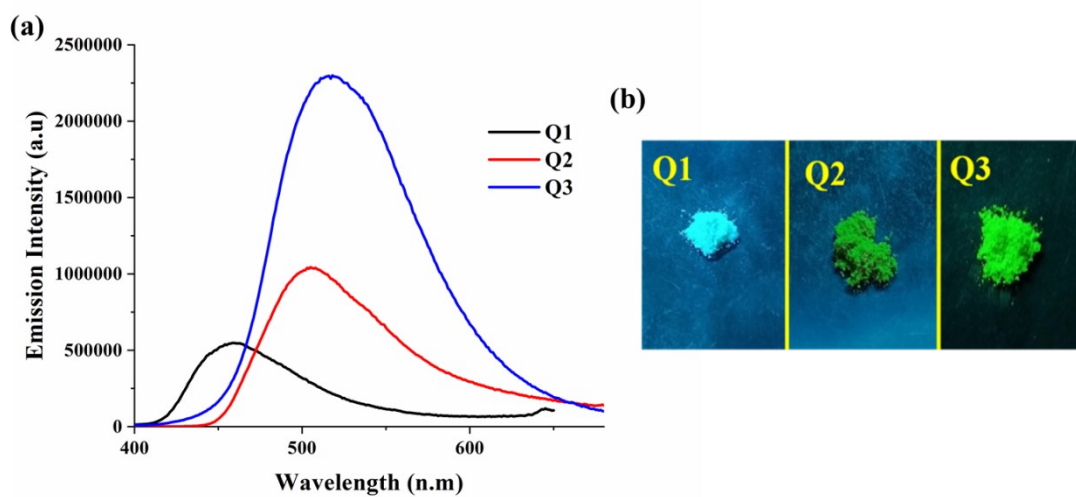 (a)
2500000
2000000
1500000
1000000
500000
0
400
500
600
Emission Intensity (a.u)
Wavelength (n.m)
Q1
Q2
Q3
(b)
Q1
Q2
Q3